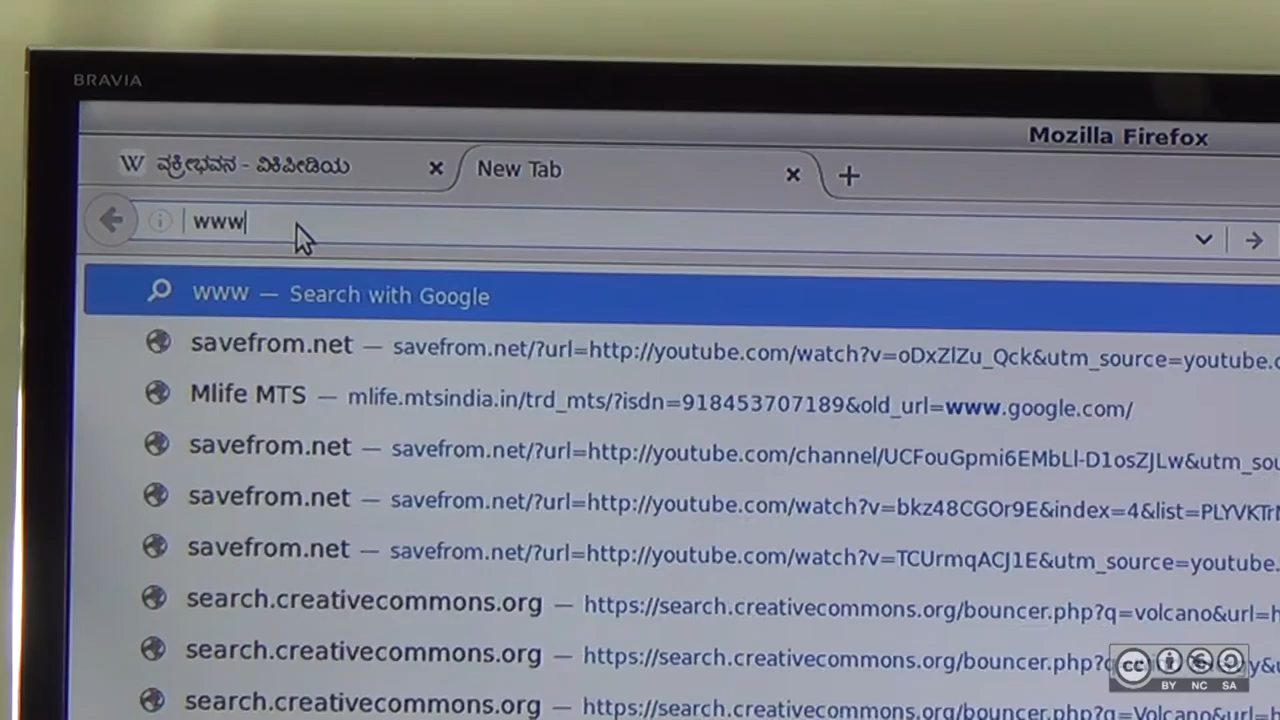 BRAVIA
Mozilla Firefox
W ವಕ್ರೀಭವನ - ವಿಕಿಪೀಡಿಯ
New Tab
www
www — Search with Google
savefrom.net — savefrom.net/?url=http://youtube.com/watch?v=oDxZlZu_Qck&utm_source=youtube.c
Mlife MTS — mlife.mtsindia.in/trd_mts/?isdn=918453707189&old_url=www.google.com/
savefrom.net — savefrom.net/?url=http://youtube.com/channel/UCFouGpmi6EMbLl-D1osZJLw&utm_sou
savefrom.net — savefrom.net/?url=http://youtube.com/watch?v=bkz48CGOr9E&index=4&list=PLYVKTrN
savefrom.net — savefrom.net/?url=http://youtube.com/watch?v=TCUrmqACJ1E&utm_source=youtube.
search.creativecommons.org — https://search.creativecommons.org/bouncer.php?q=volcano&url=h
search.creativecommons.org — https://search.creativecommons.org/bouncer.php?q
search.creativecommons.org — https://search.creativecommons.org/bouncer.php?q=Volcano&url=h
cc
BY NC SA